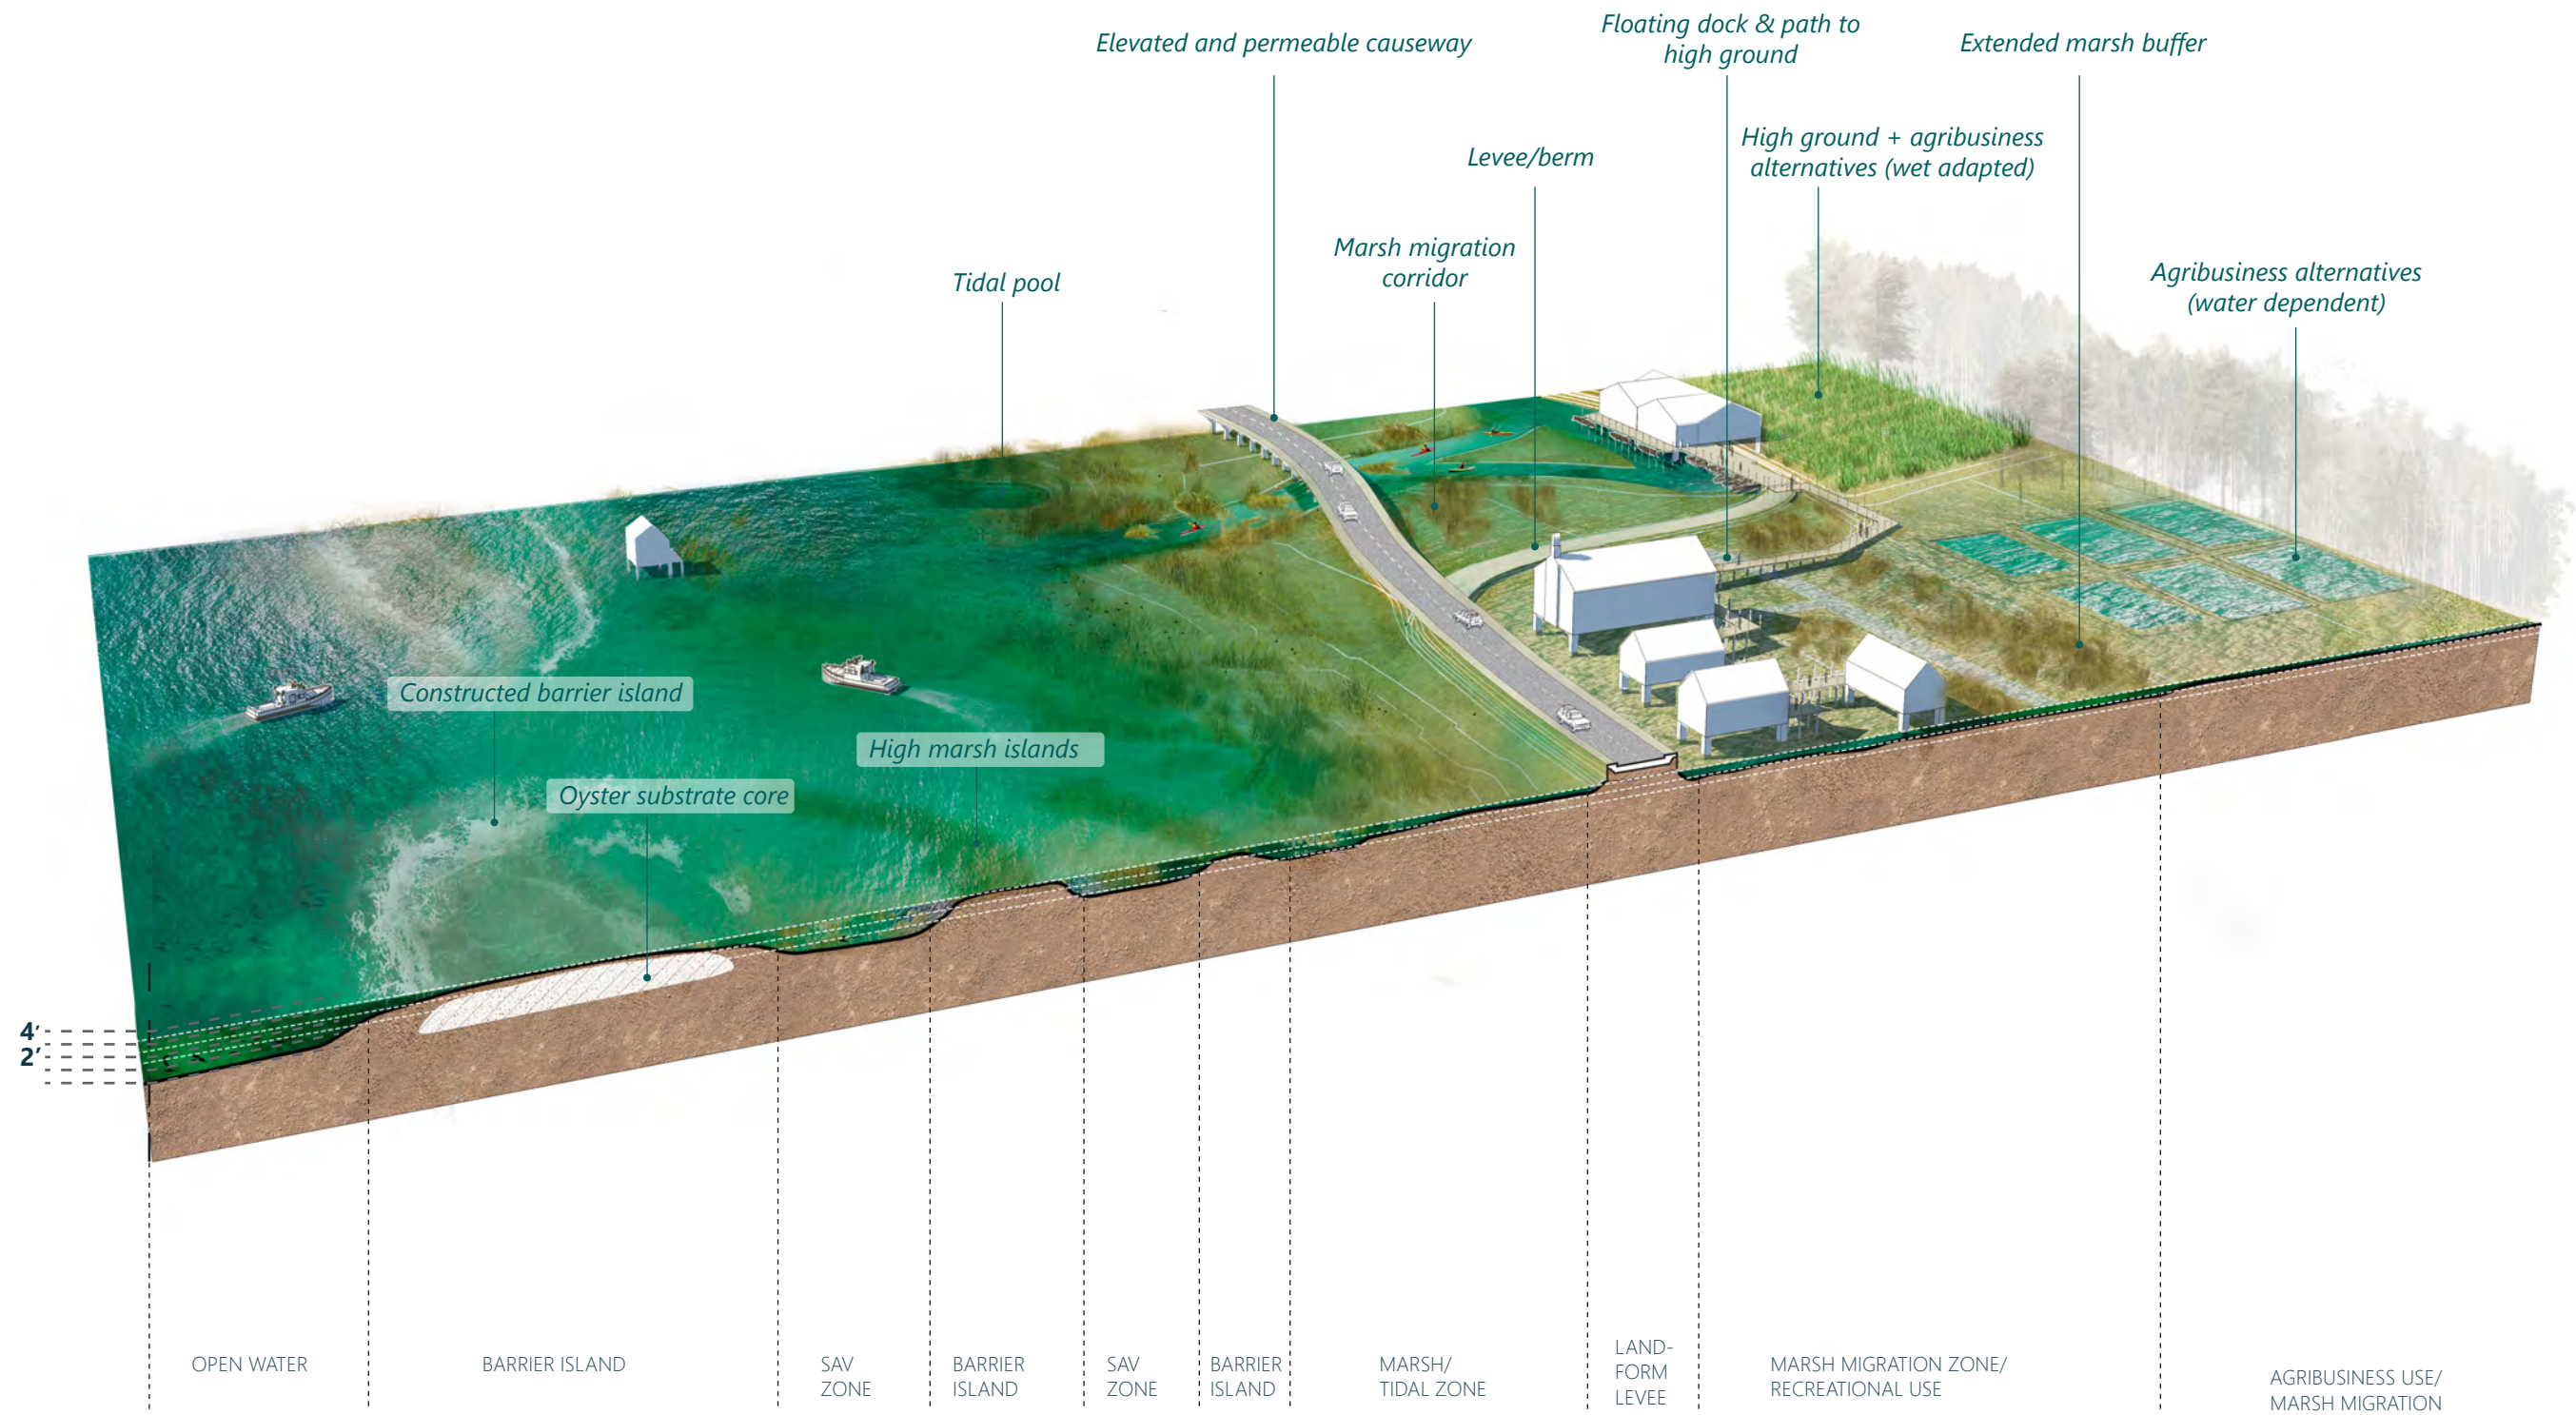 Elevated and permeable causeway
Floating dock & path to
high ground
Extended marsh buffer
High ground + agribusiness
alternatives (wet adapted)
Levee/berm
Marsh migration
corridor
Tidal pool
Agribusiness alternatives
(water dependent)
Constructed barrier island
High marsh islands
Oyster substrate core
4'
2'
OPEN WATER
BARRIER ISLAND
SAV
ZONE
BARRIER
ISLAND
SAV
ZONE
BARRIER
ISLAND
MARSH/
TIDAL ZONE
LAND-
FORM
LEVEE
MARSH MIGRATION ZONE/
RECREATIONAL USE
AGRIBUSINESS USE/
MARSH MIGRATION